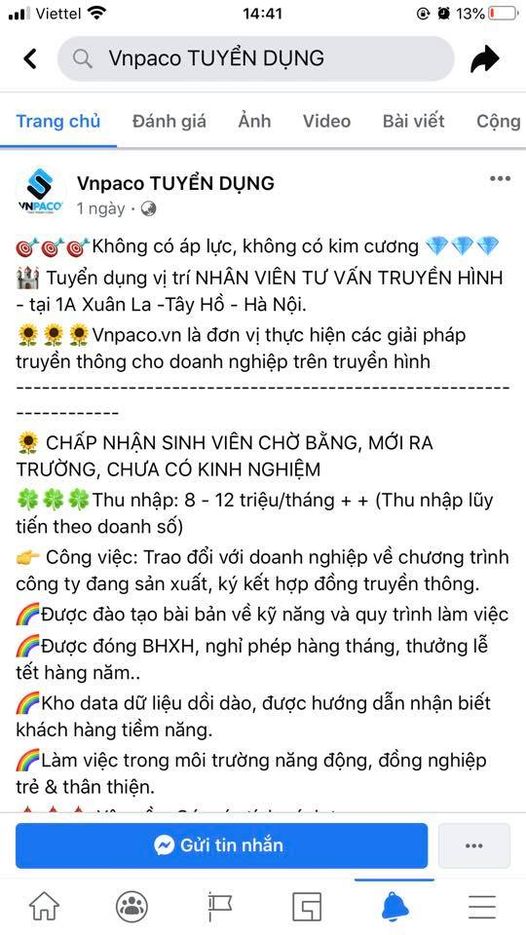 Viettel 14:41 13%
Vnpaco TUYỂN DỤNG
Trang chủ Đánh giá Ảnh Video Bài viết Cộng
VNPACO
Vnpaco TUYỂN DỤNG
1 ngày ·
🎯🎯🎯Không có áp lực, không có kim cương 💎💎💎
🏰 Tuyển dụng vị trí NHÂN VIÊN TƯ VẤN TRUYỀN HÌNH
- tại 1A Xuân La -Tây Hồ - Hà Nội.
🌻🌻🌻Vnpaco.vn là đơn vị thực hiện các giải pháp
truyền thông cho doanh nghiệp trên truyền hình
----------------------------------------------------------
------------
🌻 CHẤP NHẬN SINH VIÊN CHỜ BẰNG, MỚI RA
TRƯỜNG, CHƯA CÓ KINH NGHIỆM
🍀🍀🍀Thu nhập: 8 - 12 triệu/tháng + + (Thu nhập lũy
tiến theo doanh số)
👉 Công việc: Trao đổi với doanh nghiệp về chương trình
công ty đang sản xuất, ký kết hợp đồng truyền thông.
🌈Được đào tạo bài bản về kỹ năng và quy trình làm việc
🌈Được đóng BHXH, nghỉ phép hàng tháng, thưởng lễ
tết hàng năm..
🌈Kho data dữ liệu dồi dào, được hướng dẫn nhận biết
khách hàng tiềm năng.
🌈Làm việc trong môi trường năng động, đồng nghiệp
trẻ & thân thiện.
Gửi tin nhắn